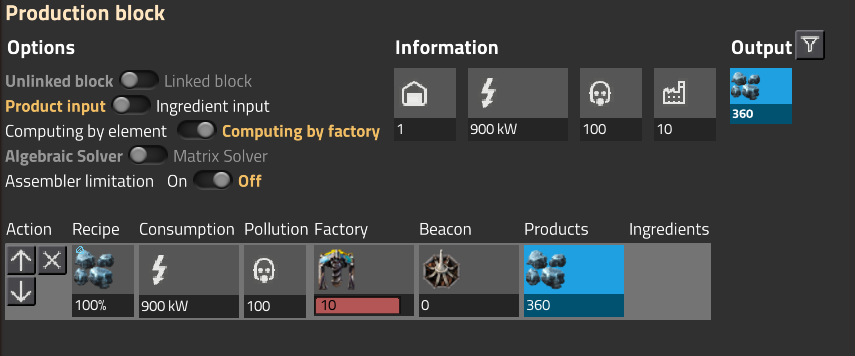 Production block
Options
Information
Output
Unlinked block Linked block
Product input Ingredient input
Computing by element Computing by factory
Algebraic Solver Matrix Solver
Assembler limitation On Off
1 900 kW 100 10 360
Action Recipe Consumption Pollution Factory Beacon Products Ingredients
100% 900 kW 100 10 0 360